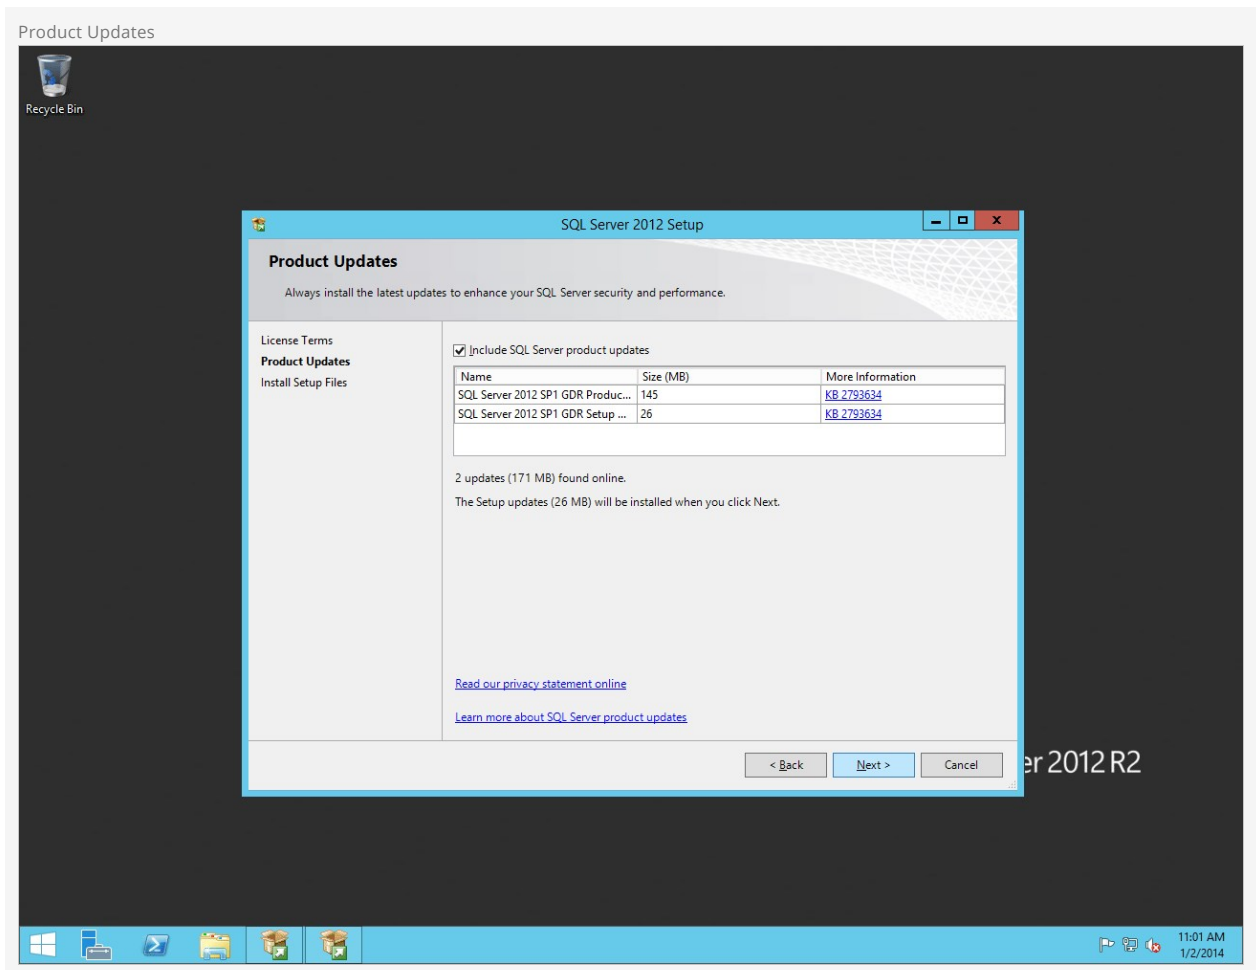 Product Updates
Recycle Bin
SQL Server 2012 Setup
Product Updates
Always install the latest updates to enhance your SQL Server security and performance.
License Terms
Product Updates
Install Setup Files
Include SQL Server product updates
Name Size (MB) More Information
SQL Server 2012 SP1 GDR Produc... 145 KB 2793634
SQL Server 2012 SP1 GDR Setup ... 26 KB 2793634
2 updates (171 MB) found online.
The Setup updates (26 MB) will be installed when you click Next.
Read our privacy statement online
Learn more about SQL Server product updates
< Back Next > Cancel
er 2012 R2
11:01 AM
1/2/2014